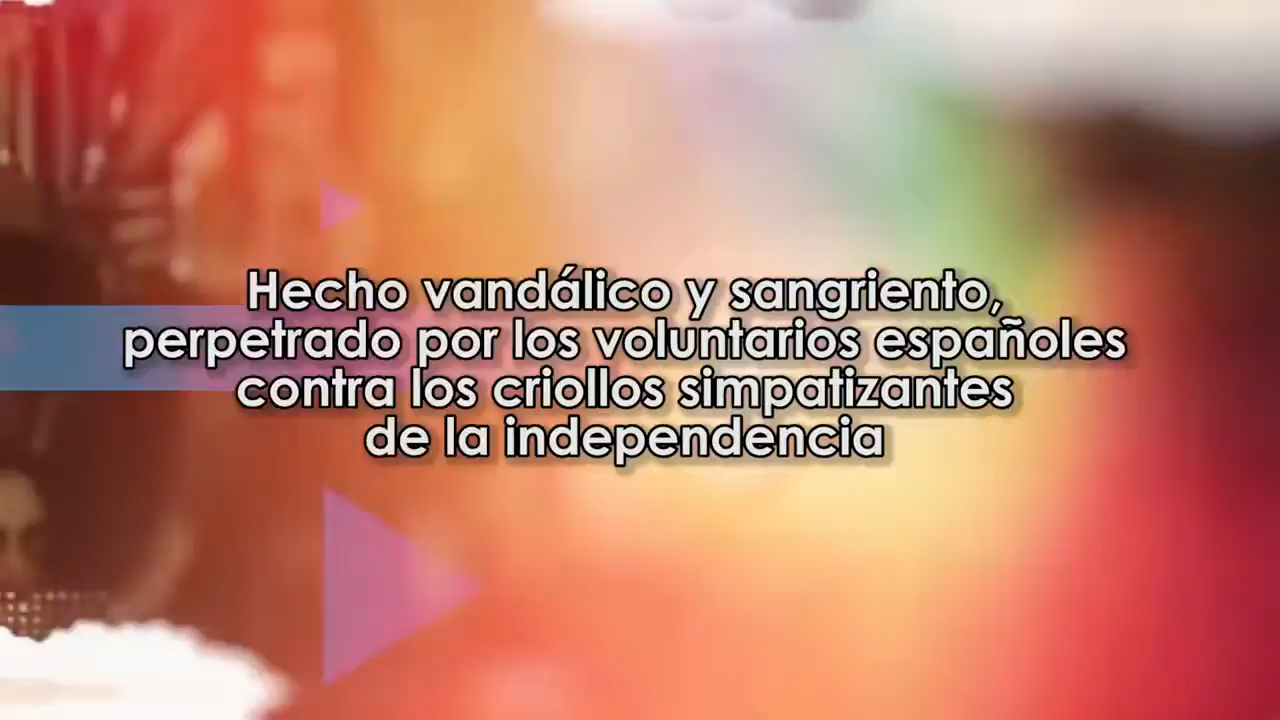 Hecho vandálico y sangriento,
perpetrado por los voluntarios españoles
contra los criollos simpatizantes
de la independencia